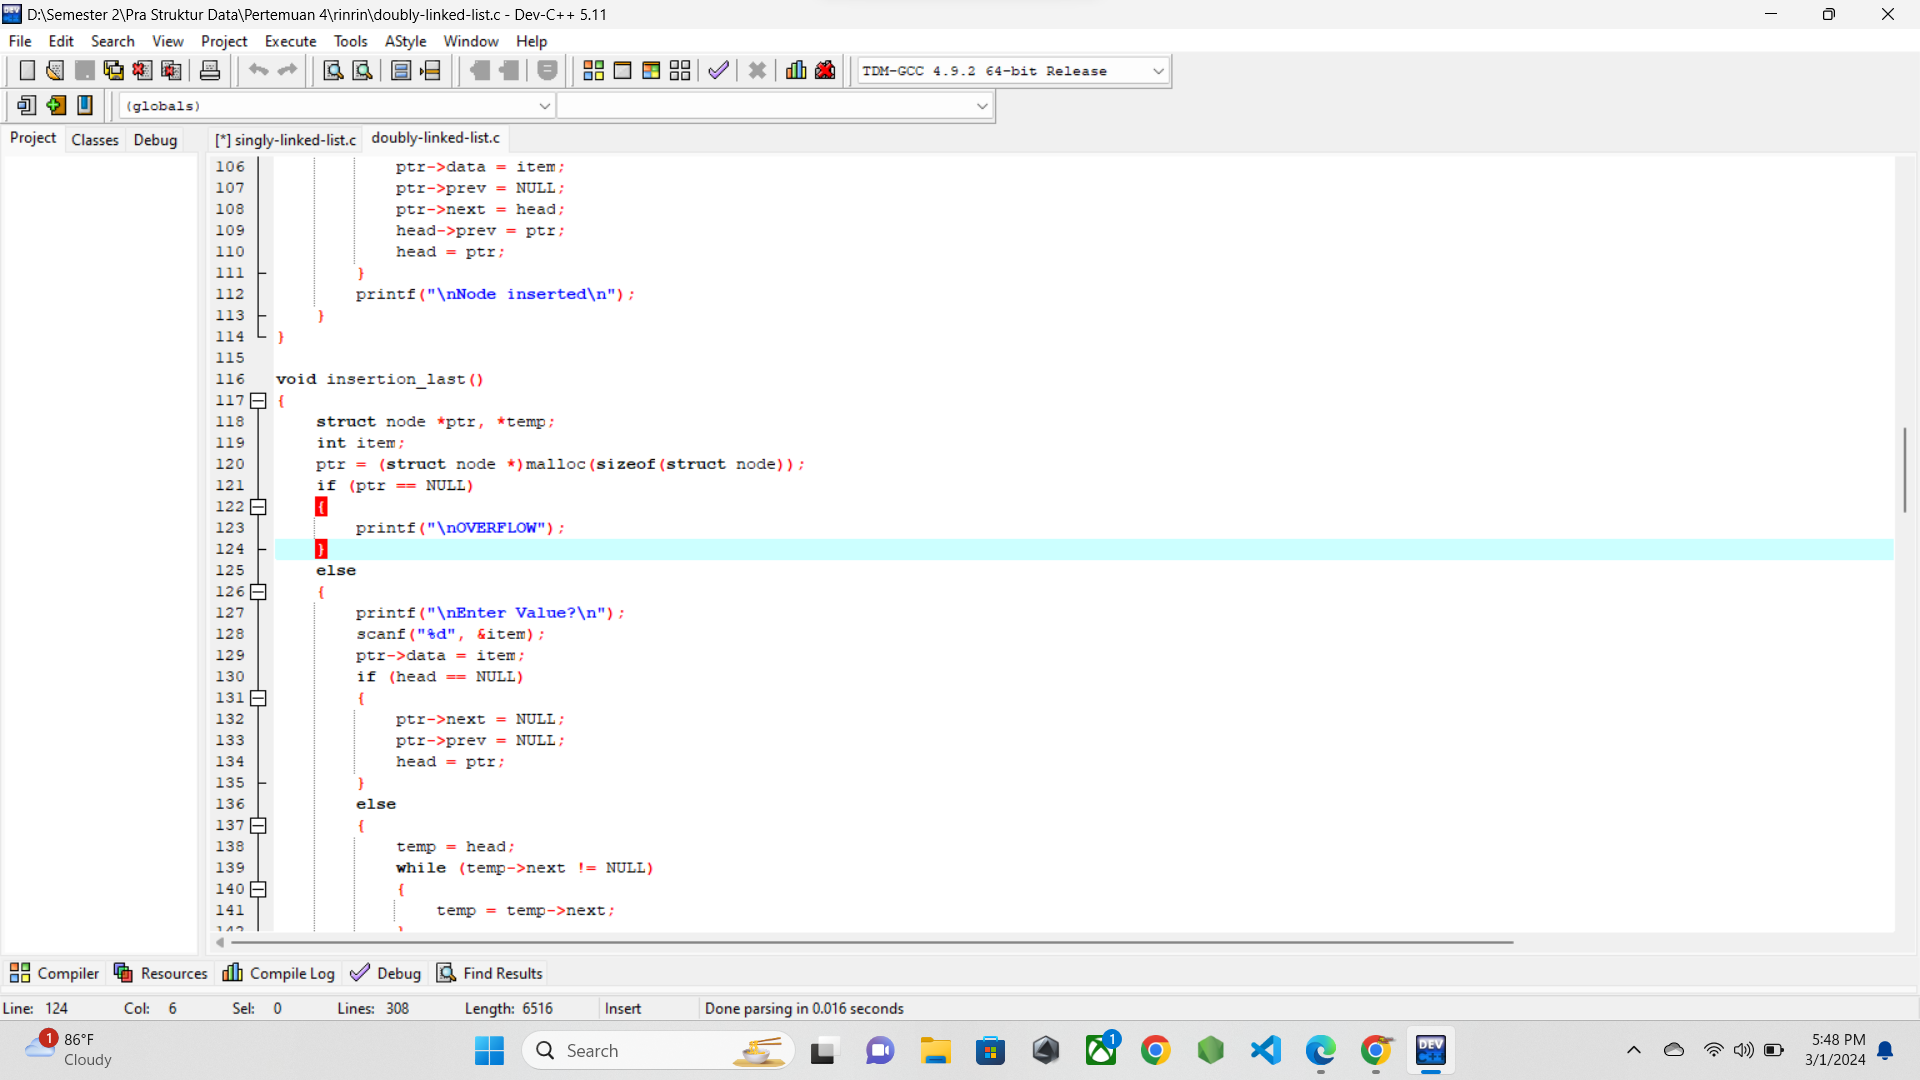 D:\Semester 2\Pra Struktur Data\Pertemuan 4\rinrin\doubly-linked-list.c - Dev-C++ 5.11
File Edit Search View Project Execute Tools AStyle Window Help
TDM-GCC 4.9.2 64-bit Release
(globals)
Project Classes Debug [*] singly-linked-list.c doubly-linked-list.c
106 ptr->data = item;
107 ptr->prev = NULL;
108 ptr->next = head;
109 head->prev = ptr;
110 head = ptr;
111 }
112 printf("\nNode inserted\n");
113 }
114 }
115
116 void insertion_last()
117 {
118 struct node *ptr, *temp;
119 int item;
120 ptr = (struct node *)malloc(sizeof(struct node));
121 if (ptr == NULL)
122 {
123 printf("\nOVERFLOW");
124 }
125 else
126 {
127 printf("\nEnter Value?\n");
128 scanf("%d", &item);
129 ptr->data = item;
130 if (head == NULL)
131 {
132 ptr->next = NULL;
133 ptr->prev = NULL;
134 head = ptr;
135 }
136 else
137 {
138 temp = head;
139 while (temp->next != NULL)
140 {
141 temp = temp->next;
142 }
Compiler Resources Compile Log Debug Find Results
Line: 124 Col: 6 Sel: 0 Lines: 308 Length: 6516 Insert Done parsing in 0.016 seconds
1 86°F
Cloudy
Search
1
DEV C++
5:48 PM
3/1/2024